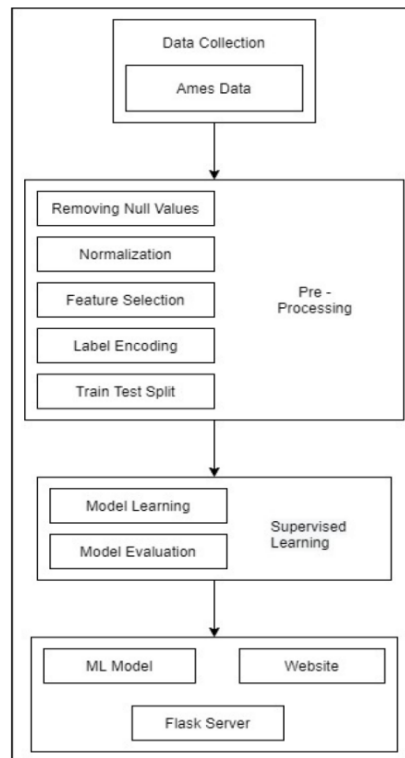 Data Collection
Ames Data
Removing Null Values
Normalization
Feature Selection
Label Encoding
Train Test Split
Pre -
Processing
Model Learning
Model Evaluation
Supervised
Learning
ML Model
Website
Flask Server